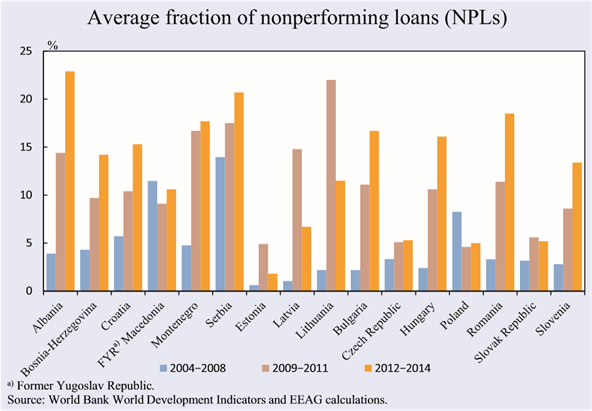 Average fraction of nonperforming loans (NPLs)
%
25
20
15
10
5
0
Albania
Bosnia-Herzegovina
Croatia
FYRa) Macedonia
Montenegro
Serbia
Estonia
Latvia
Lithuania
Bulgaria
Czech Republic
Hungary
Poland
Romania
Slovak Republic
Slovenia
2004–2008 2009–2011 2012–2014
a) Former Yugoslav Republic.
Source: World Bank World Development Indicators and EEAG calculations.